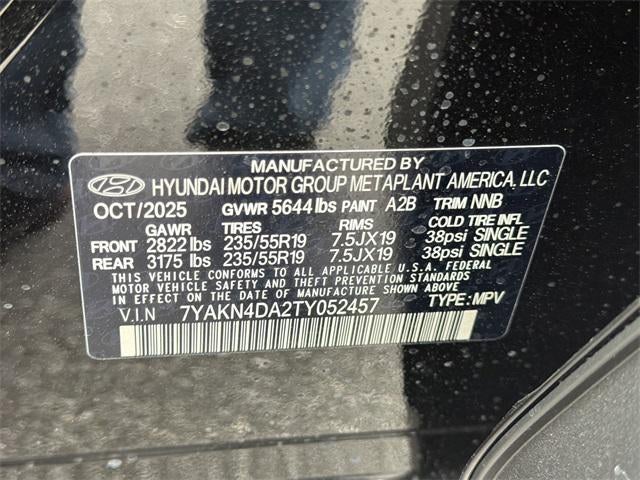 MANUFACTURED BY
HYUNDAI MOTOR GROUP METAPLANT AMERICA, LLC
OCT/2025 GVWR 5644 lbs PAINT A2B TRIM NNB
GAWR TIRES RIMS COLD TIRE INFL
FRONT 2822 lbs 235/55R19 7.5JX19 38psi SINGLE
REAR 3175 lbs 235/55R19 7.5JX19 38psi SINGLE
THIS VEHICLE CONFORMS TO ALL APPLICABLE U.S.A. FEDERAL
MOTOR VEHICLE SAFETY AND THEFT PREVENTION STANDARDS
IN EFFECT ON THE DATE OF MANUFACTURE SHOWN ABOVE
V.I.N 7YAKN4DA2TY052457 TYPE: MPV